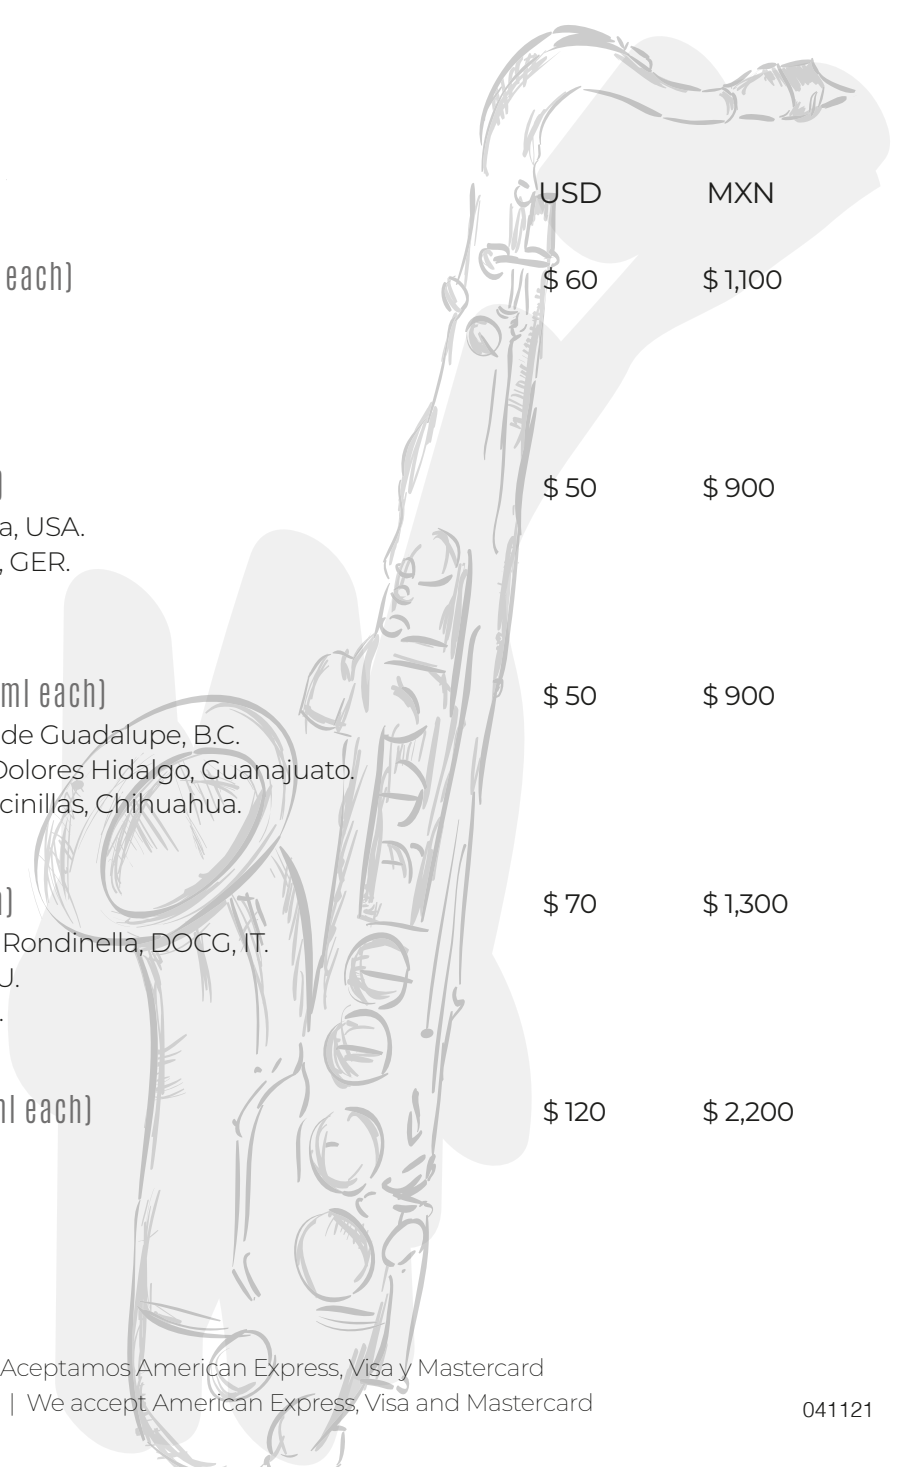 USD MXN
each) $ 60 $ 1,100
) $ 50 $ 900
a, USA.
, GER.
ml each) $ 50 $ 900
de Guadalupe, B.C.
Dolores Hidalgo, Guanajuato.
cinillas, Chihuahua.
) $ 70 $ 1,300
Rondinella, DOCG, IT.
U.
.
ml each) $ 120 $ 2,200
Aceptamos American Express, Visa y Mastercard
| We accept American Express, Visa and Mastercard
041121